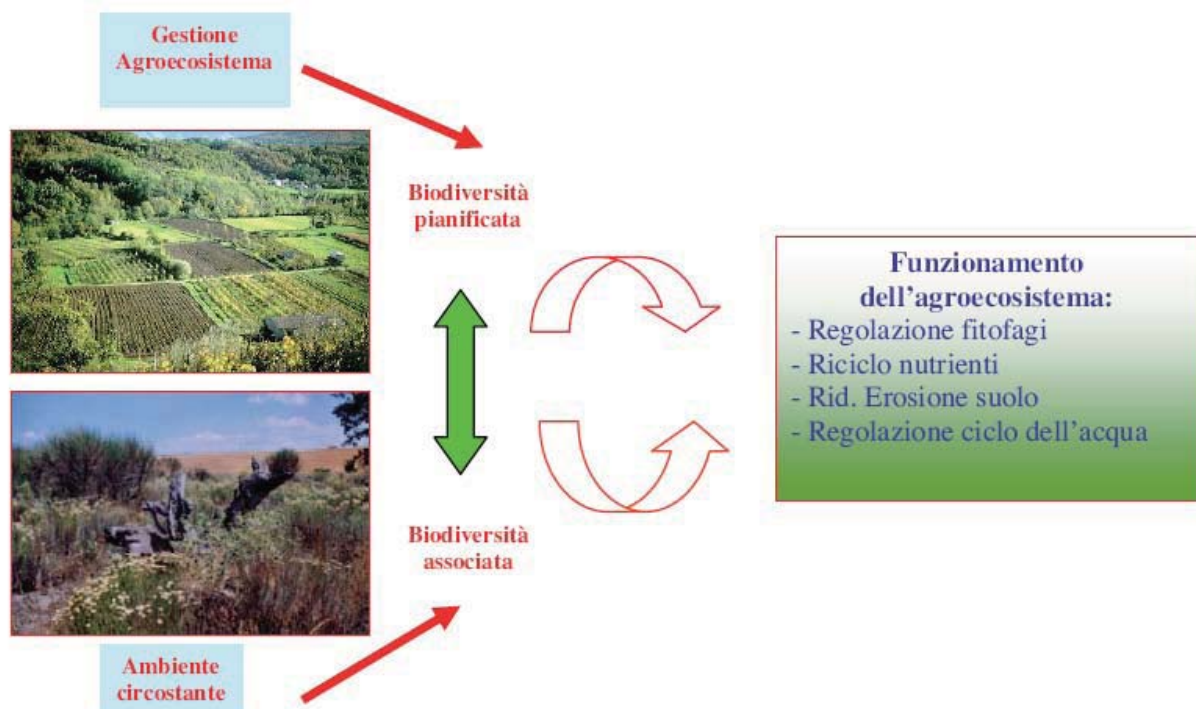 Gestione
Agroecosistema
Biodiversità
pianificata
Funzionamento
dell’agroecosistema:
- Regolazione fitofagi
- Riciclo nutrienti
- Rid. Erosione suolo
- Regolazione ciclo dell’acqua
Biodiversità
associata
Ambiente
circostante